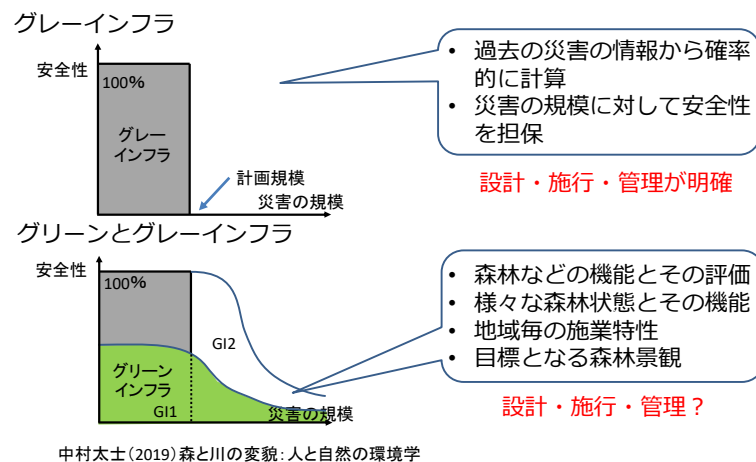 グレーインフラ
安全性
100%
グレー
インフラ
計画規模
災害の規模
• 過去の災害の情報から確率
的に計算
• 災害の規模に対して安全性
を担保
設計・施行・管理が明確
グリーンとグレーインフラ
安全性
100%
GI2
グリーン
インフラ
GI1
災害の規模
• 森林などの機能とその評価
• 様々な森林状態とその機能
• 地域毎の施業特性
• 目標となる森林景観
設計・施行・管理？
中村太士（2019）森と川の変貌：人と自然の環境学